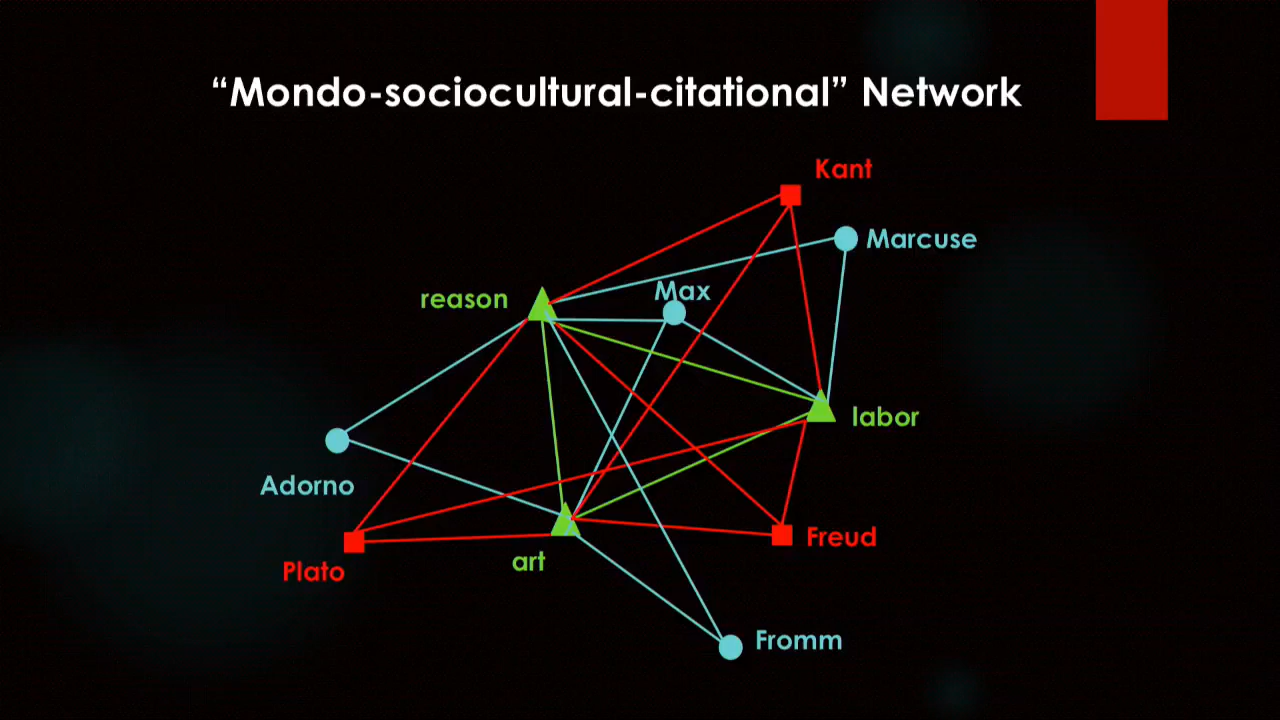 “Mondo-sociocultural-citational” Network
Kant
Marcuse
Max
reason
labor
Adorno
Freud
art
Plato
Fromm